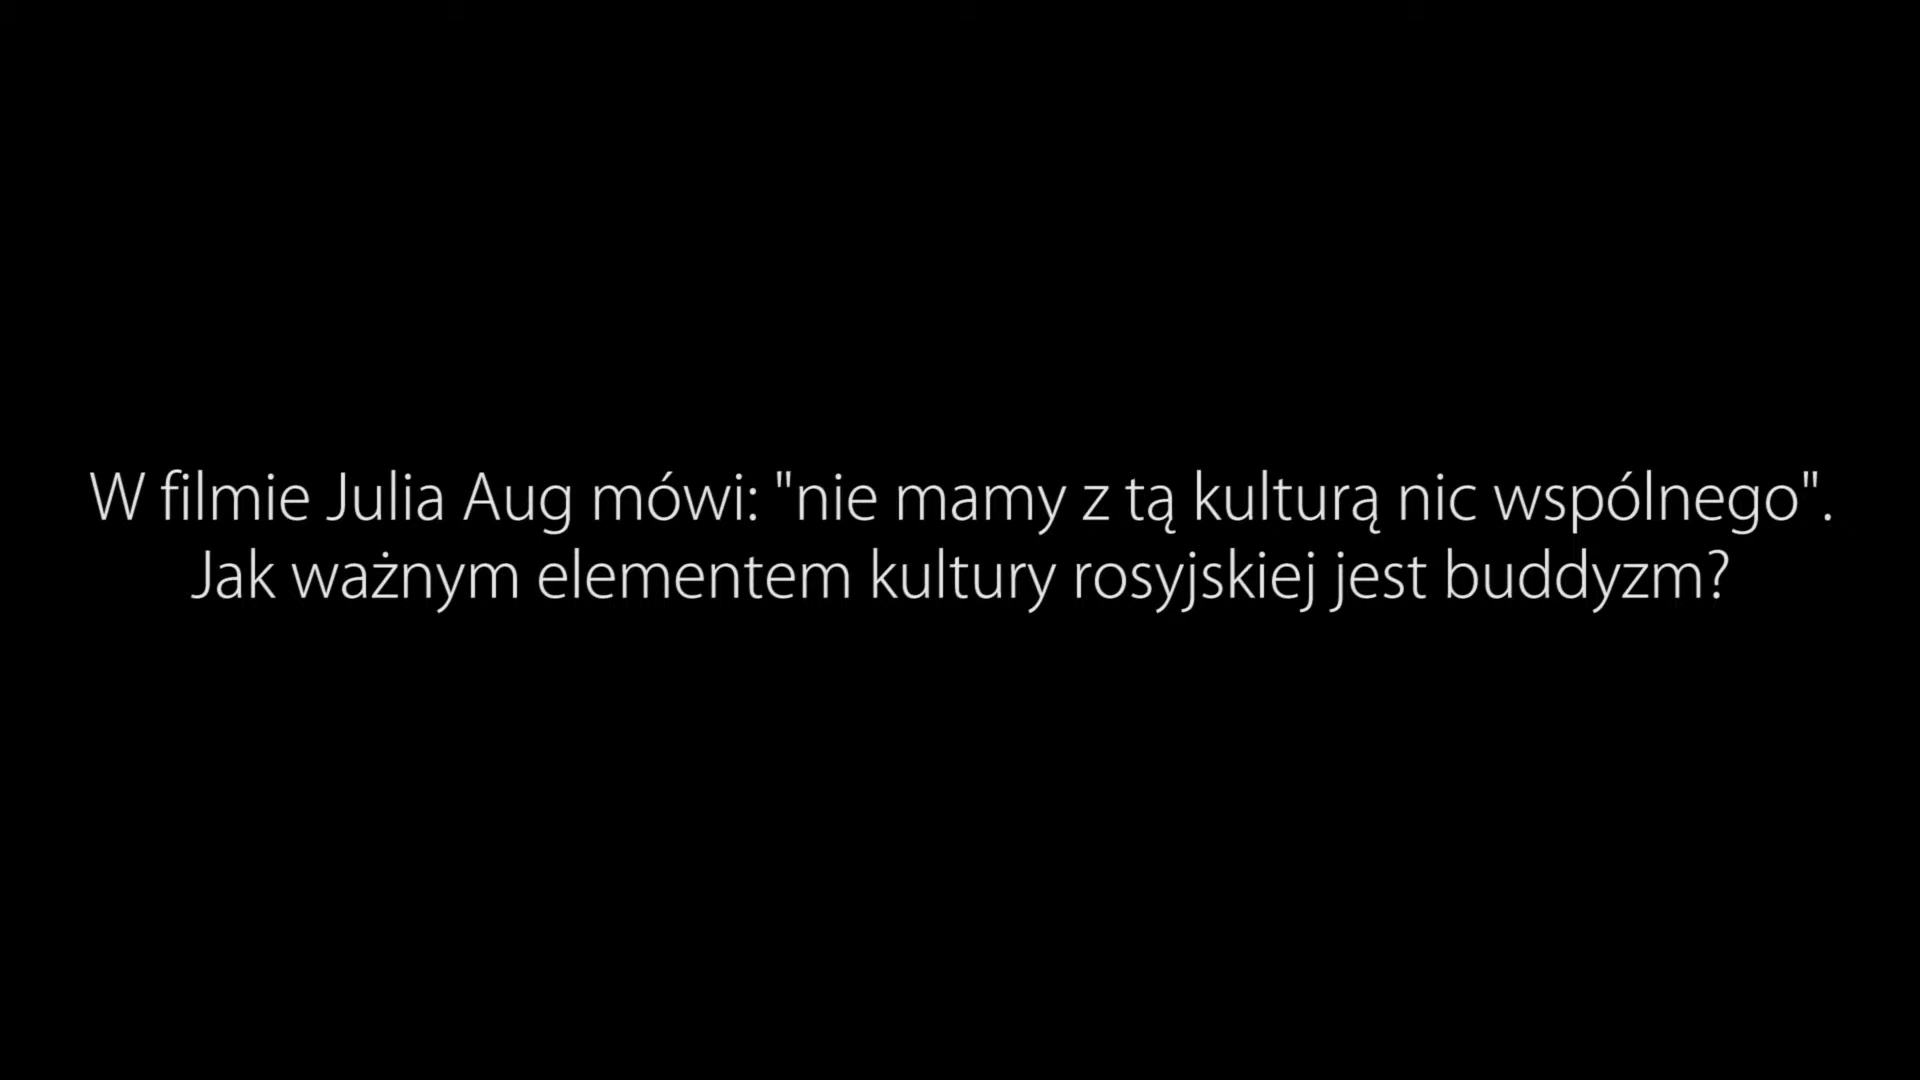 W filmie Julia Aug mówi: "nie mamy z tą kulturą nic wspólnego".
Jak ważnym elementem kultury rosyjskiej jest buddyzm?